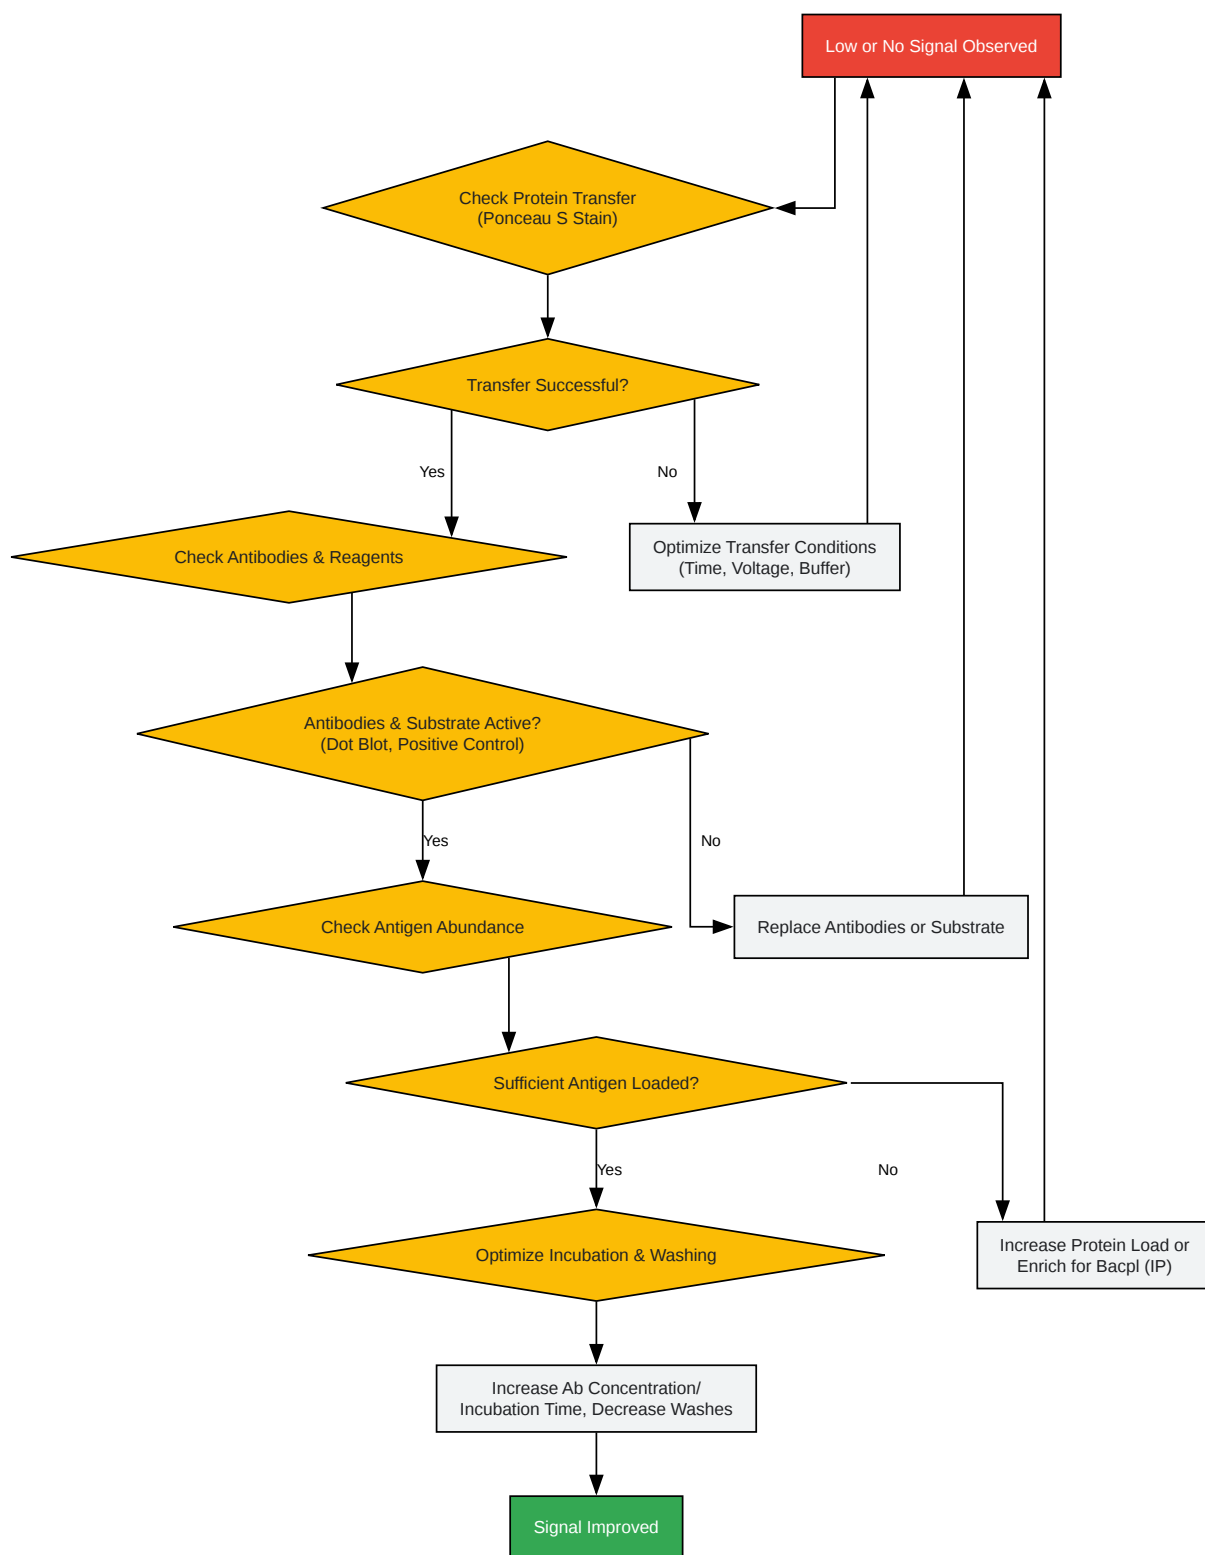 Low or No Signal Observed
Check Protein Transfer
(Ponceau S Stain)
Transfer Successful?
Yes
No
Check Antibodies & Reagents
Optimize Transfer Conditions
(Time, Voltage, Buffer)
Antibodies & Substrate Active?
(Dot Blot, Positive Control)
Yes
No
Check Antigen Abundance
Replace Antibodies or Substrate
Sufficient Antigen Loaded?
Yes
No
Optimize Incubation & Washing
Increase Protein Load or
Enrich for Bacpl (IP)
Increase Ab Concentration/
Incubation Time, Decrease Washes
Signal Improved